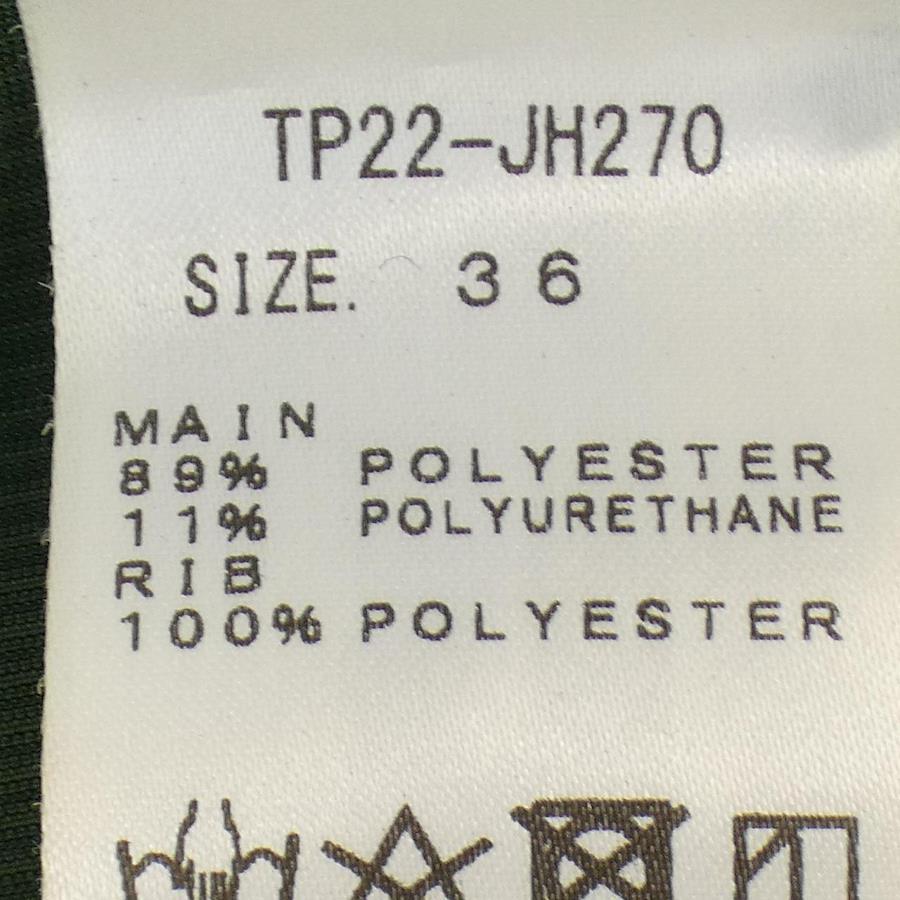 TP22-JH270
SIZE. 36
MAIN
89% POLYESTER
11% POLYURETHANE
RIB
100% POLYESTER